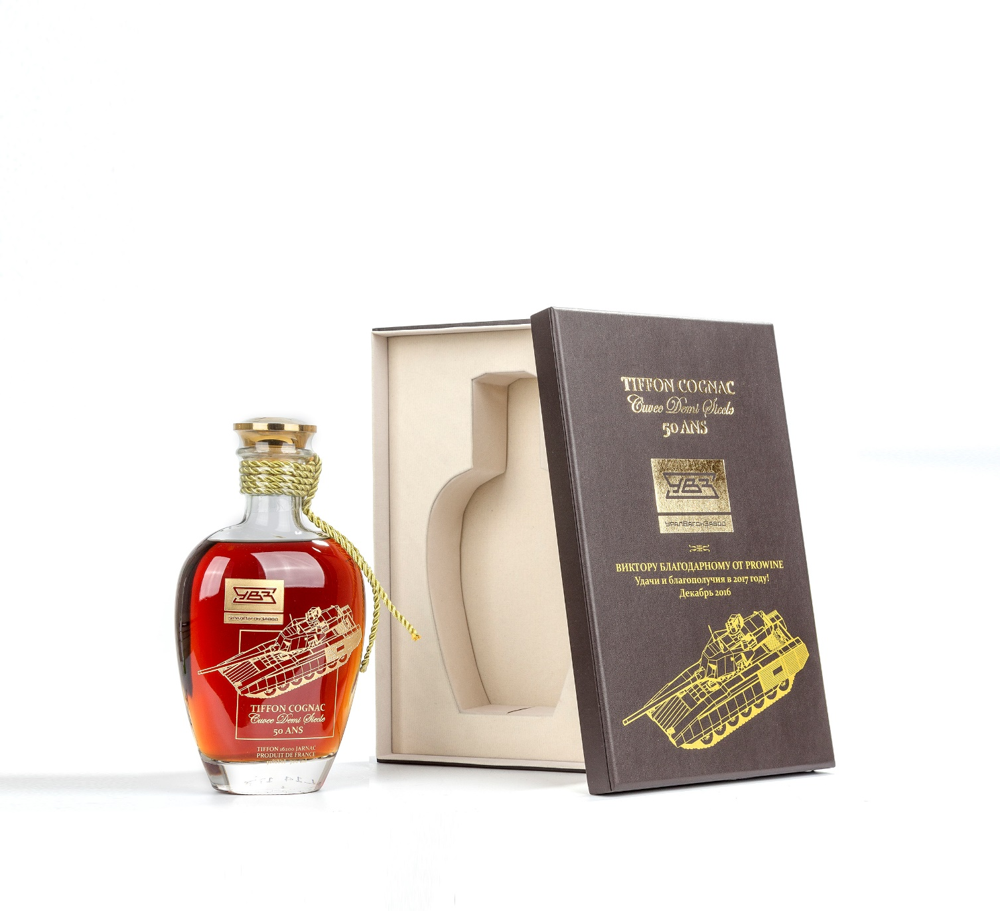 УВЗ
УРАЛВАГОНЗАВОД
TIFFON COGNAC
Cuvee Demi Siecle
50 ANS
TIFFON 16200 JARNAC
PRODUIT DE FRANCE
TIFFON COGNAC
Cuvee Demi Siecle
50 ANS
УВЗ
УРАЛВАГОНЗАВОД
ВИКТОРУ БЛАГОДАРНОМУ ОТ PROWINE
Удачи и благополучия в 2017 году!
Декабрь 2016